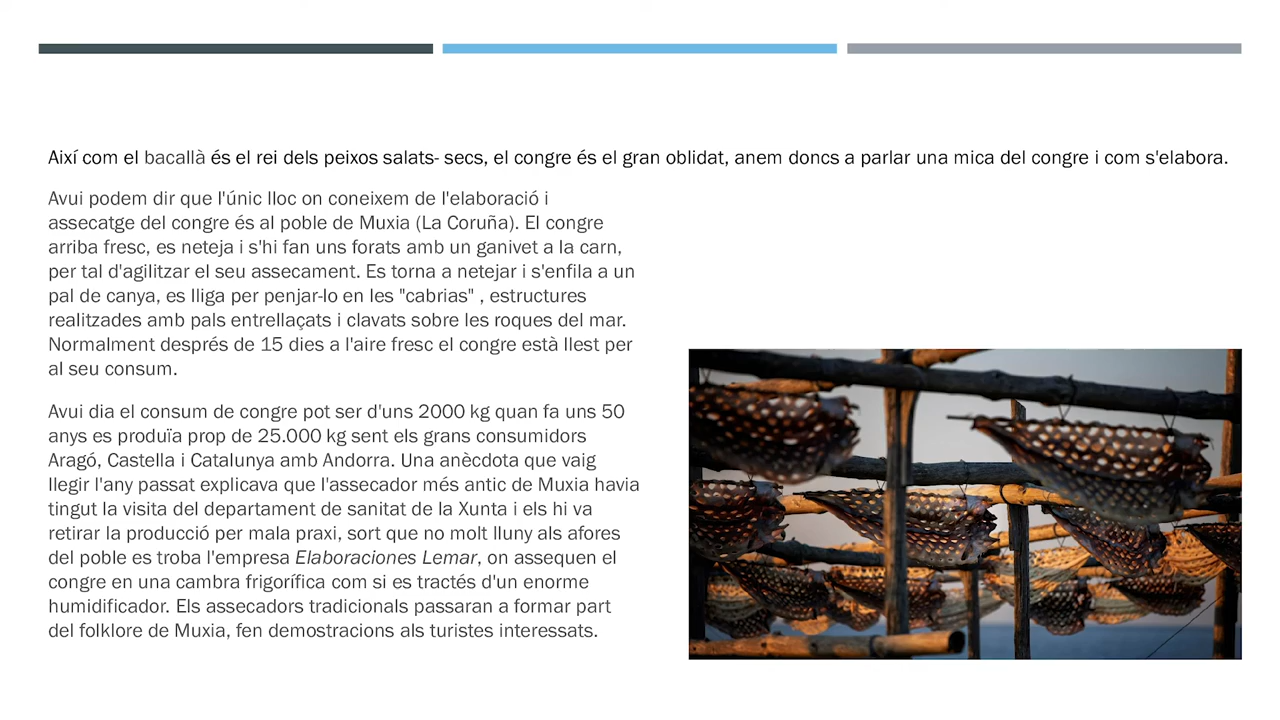 Així com el bacallà és el rei dels peixos salats- secs, el congre és el gran oblidat, anem doncs a parlar una mica del congre i com s'elabora.
Avui podem dir que l'únic lloc on coneixem de l'elaboració i
assecatge del congre és al poble de Muxia (La Coruña). El congre
arriba fresc, es neteja i s'hi fan uns forats amb un ganivet a la carn,
per tal d'agilitzar el seu assecament. Es torna a netejar i s'enfila a un
pal de canya, es lliga per penjar-lo en les "cabrias" , estructures
realitzades amb pals entrellaçats i clavats sobre les roques del mar.
Normalment després de 15 dies a l'aire fresc el congre està llest per
al seu consum.
Avui dia el consum de congre pot ser d'uns 2000 kg quan fa uns 50
anys es produïa prop de 25.000 kg sent els grans consumidors
Aragó, Castella i Catalunya amb Andorra. Una anècdota que vaig
llegir l'any passat explicava que l'assecador més antic de Muxia havia
tingut la visita del departament de sanitat de la Xunta i els hi va
retirar la producció per mala praxi, sort que no molt lluny als afores
del poble es troba l'empresa Elaboraciones Lemar, on assequen el
congre en una cambra frigorífica com si es tractés d'un enorme
humidificador. Els assecadors tradicionals passaran a formar part
del folklore de Muxia, fen demostracions als turistes interessats.